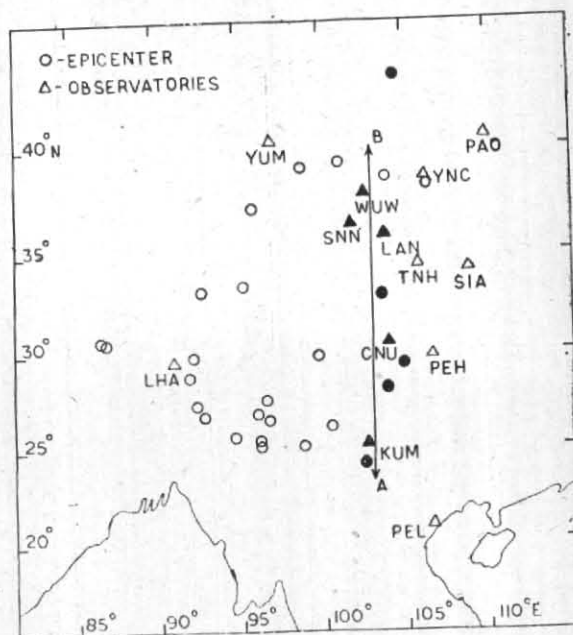 O-EPICENTER
△-OBSERVATORIES
40°N
B
YUM
PAO
YNC
WUW
SNN
LAN
35°
TNH
SIA
30°
CNU
PEH
LHA
25°
KUM
A
20°
PEL
85° 90° 95° 100° 105° 110°E